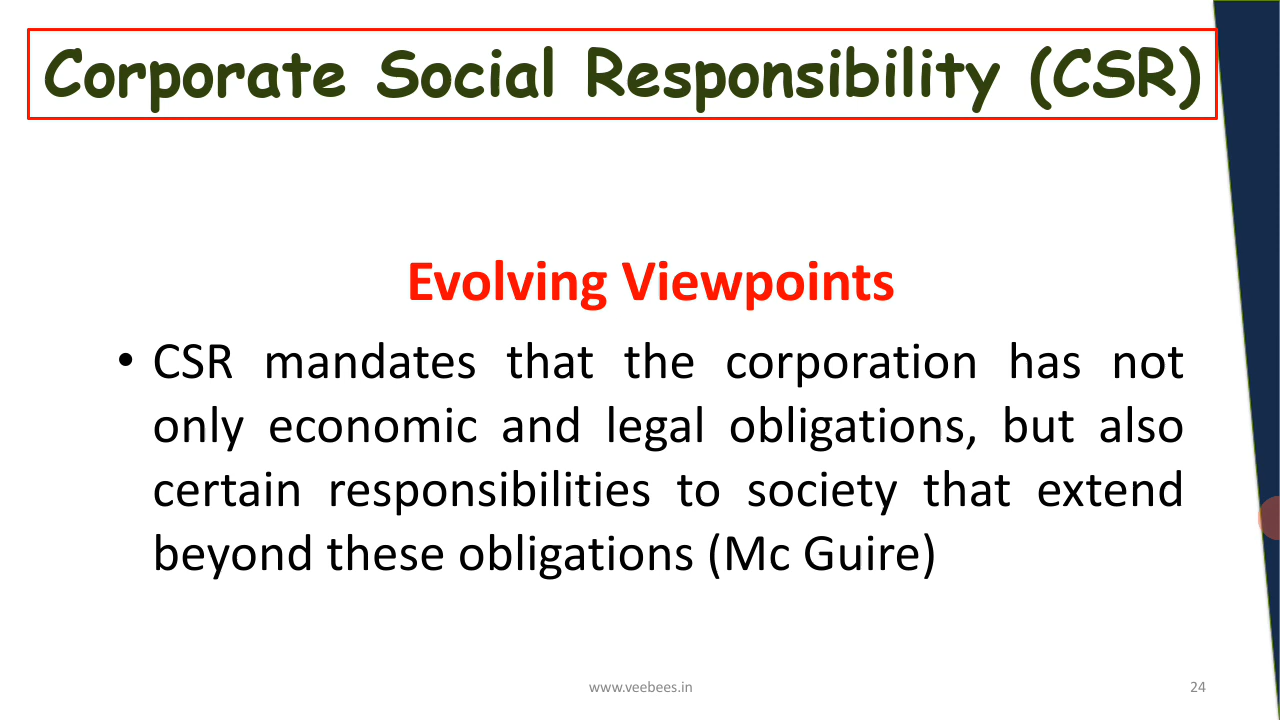 Corporate Social Responsibility (CSR)
Evolving Viewpoints
• CSR mandates that the corporation has not
only economic and legal obligations, but also
certain responsibilities to society that extend
beyond these obligations (Mc Guire)
www.veebees.in
24